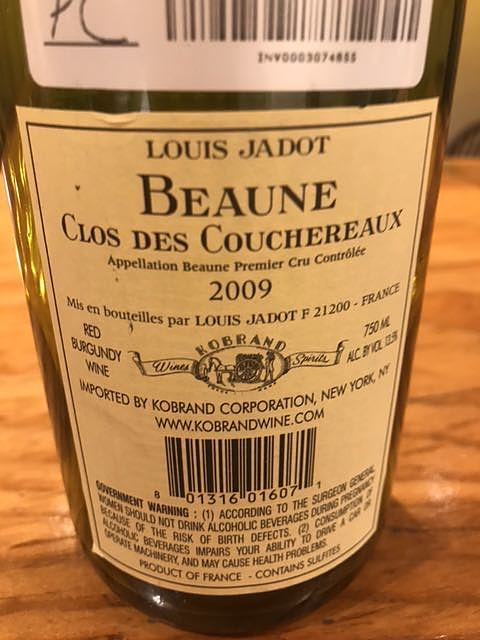 PC
INV0003074855
LOUIS JADOT
BEAUNE
CLOS DES COUCHEREAUX
Appellation Beaune Premier Cru Contrôlée
2009
Mis en bouteilles par LOUIS JADOT F 21200 - FRANCE
RED
BURGUNDY
WINE
KOBRAND
Wines Spirits
750 ML
ALC. BY VOL. 13.5%
IMPORTED BY KOBRAND CORPORATION, NEW YORK, NY
WWW.KOBRANDWINE.COM
8 01316 01607 1
GOVERNMENT WARNING : (1) ACCORDING TO THE SURGEON GENERAL,
WOMEN SHOULD NOT DRINK ALCOHOLIC BEVERAGES DURING PREGNANCY
BECAUSE OF THE RISK OF BIRTH DEFECTS. (2) CONSUMPTION OF
ALCOHOLIC BEVERAGES IMPAIRS YOUR ABILITY TO DRIVE A CAR OR
OPERATE MACHINERY, AND MAY CAUSE HEALTH PROBLEMS.
PRODUCT OF FRANCE - CONTAINS SULFITES